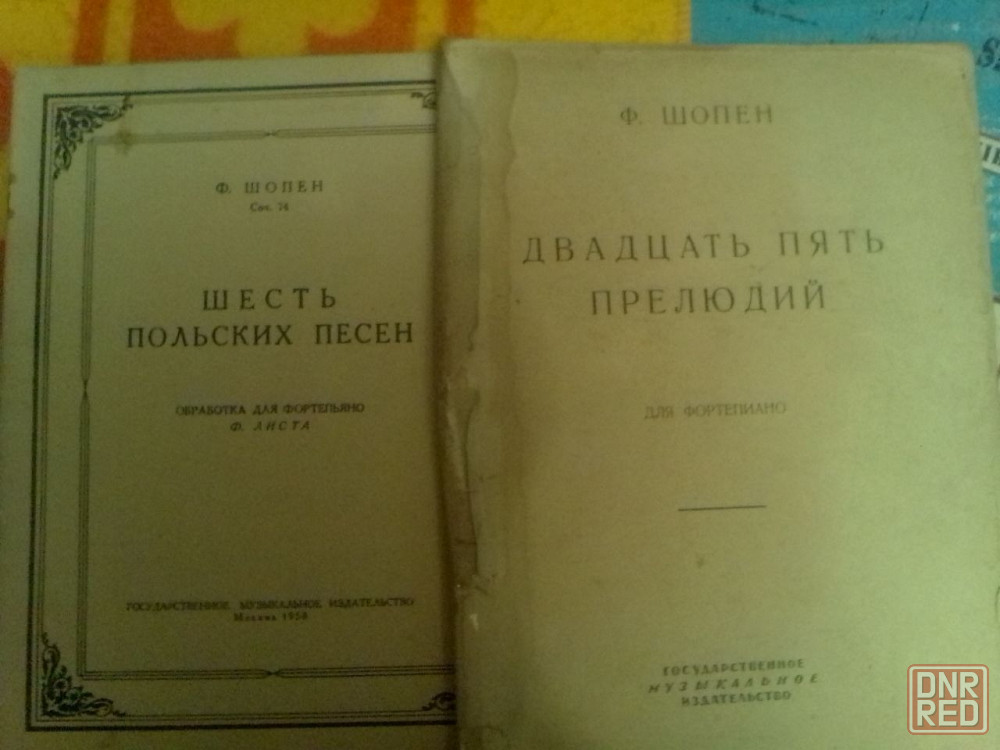 Ф. ШОПЕН
Соч. 74
ШЕСТЬ
ПОЛЬСКИХ ПЕСЕН
ОБРАБОТКА ДЛЯ ФОРТЕПЬЯНО
Ф. ЛИСТА
ГОСУДАРСТВЕННОЕ МУЗЫКАЛЬНОЕ ИЗДАТЕЛЬСТВО
Москва 1958
Ф. ШОПЕН
ДВАДЦАТЬ ПЯТЬ
ПРЕЛЮДИЙ
ДЛЯ ФОРТЕПИАНО
ГОСУДАРСТВЕННОЕ
МУЗЫКАЛЬНОЕ
ИЗДАТЕЛЬСТВО
DNR
RED